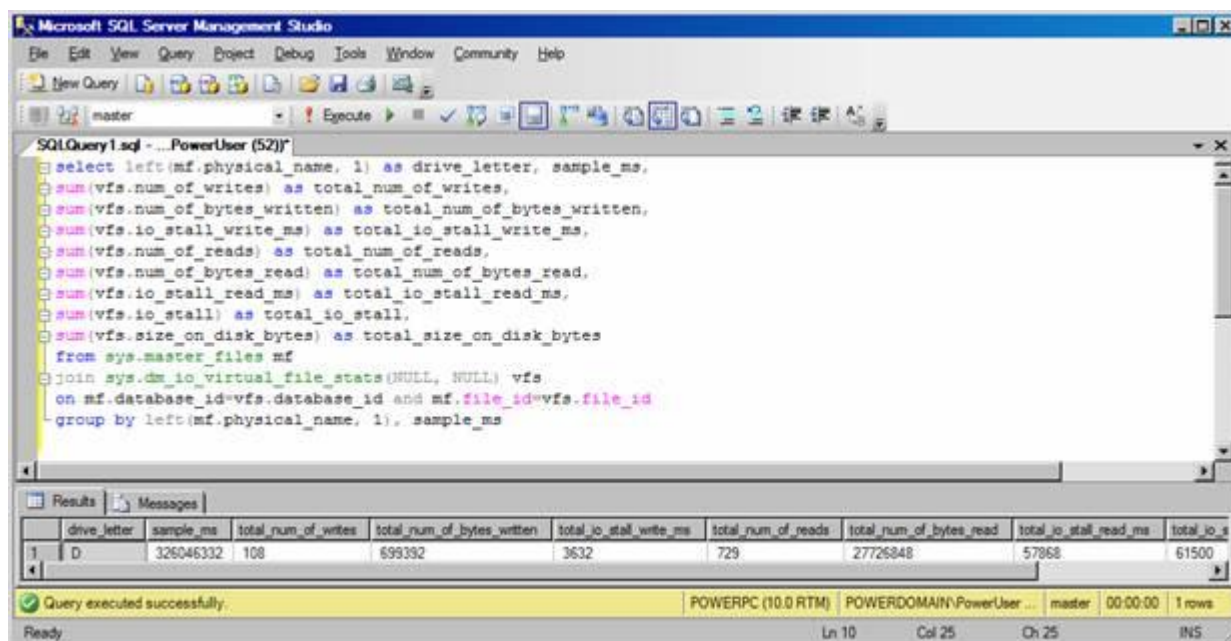 Microsoft SQL Server Management Studio
File Edit View Query Project Debug Tools Window Community Help
New Query
master Execute
SQLQuery1.sql - ...PowerUser (52))*
select left(mf.physical_name, 1) as drive_letter, sample_ms,
sum(vfs.num_of_writes) as total_num_of_writes,
sum(vfs.num_of_bytes_written) as total_num_of_bytes_written,
sum(vfs.io_stall_write_ms) as total_io_stall_write_ms,
sum(vfs.num_of_reads) as total_num_of_reads,
sum(vfs.num_of_bytes_read) as total_num_of_bytes_read,
sum(vfs.io_stall_read_ms) as total_io_stall_read_ms,
sum(vfs.io_stall) as total_io_stall,
sum(vfs.size_on_disk_bytes) as total_size_on_disk_bytes
from sys.master_files mf
join sys.dm_io_virtual_file_stats(NULL, NULL) vfs
on mf.database_id=vfs.database_id and mf.file_id=vfs.file_id
group by left(mf.physical_name, 1), sample_ms
Results Messages
drive_letter sample_ms total_num_of_writes total_num_of_bytes_written total_io_stall_write_ms total_num_of_reads total_num_of_bytes_read total_io_stall_read_ms total_io_s
1 D 326046332 108 699392 3632 729 27726848 57868 61500
Query executed successfully. POWERPC (10.0 RTM) POWERDOMAIN\PowerUser ... master 00:00:00 1 rows
Ready Ln 10 Col 25 Ch 25 INS